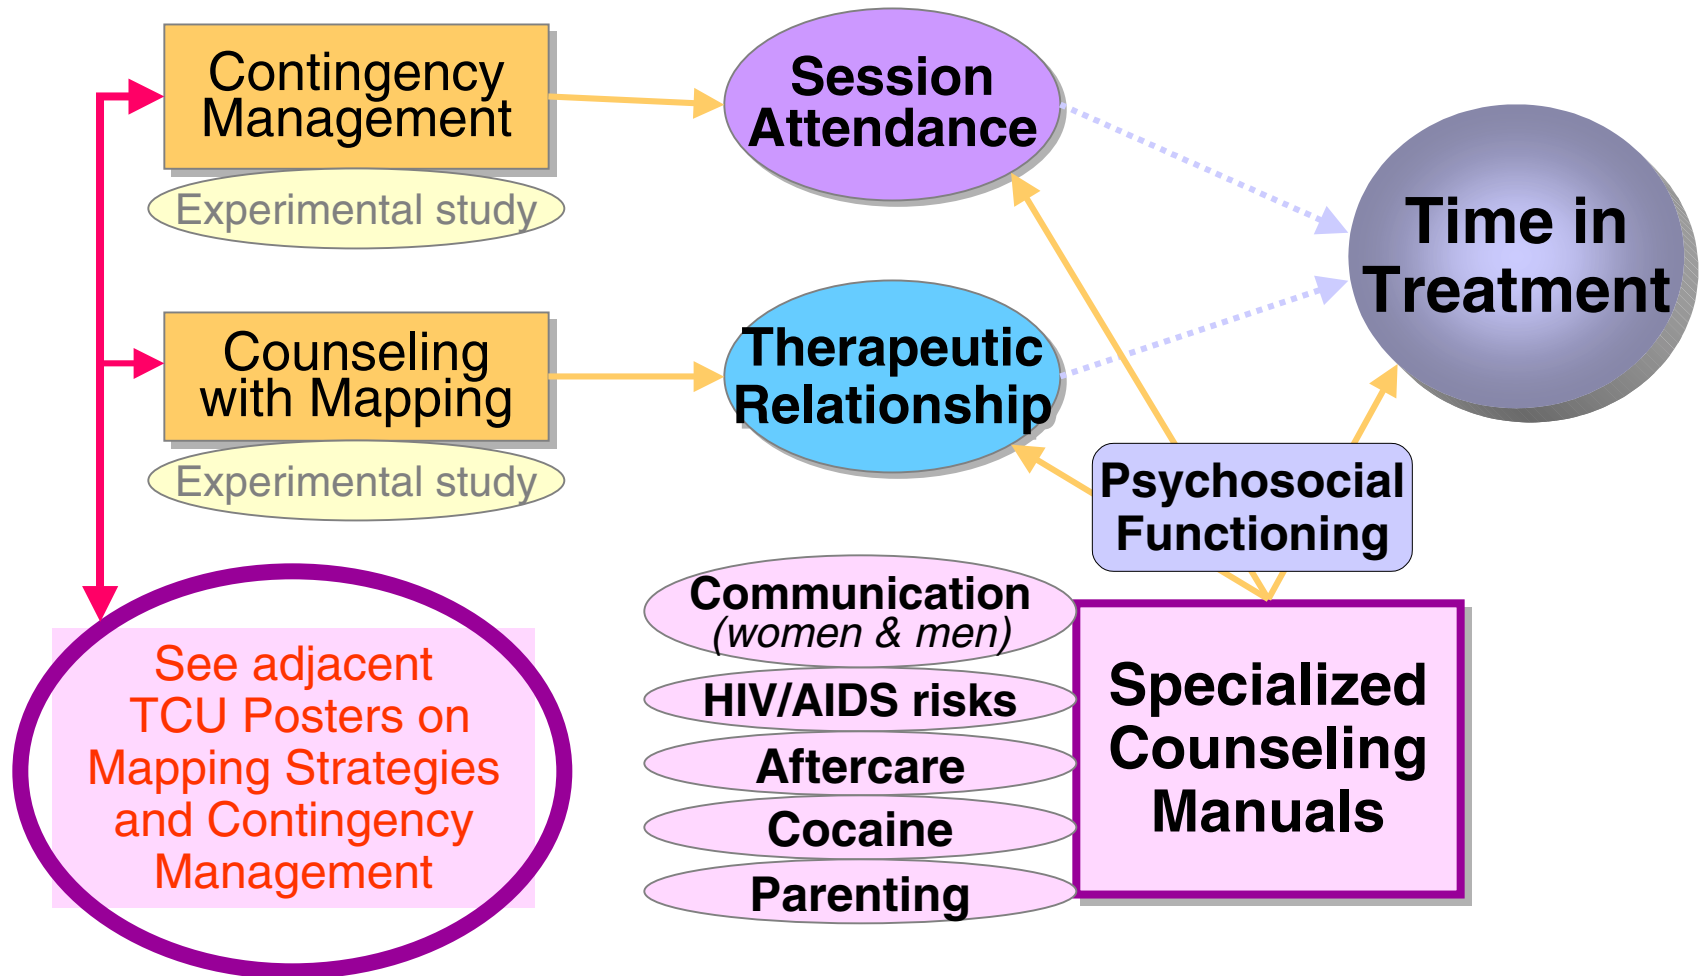 Contingency
Management
Experimental study
Session
Attendance
Time in
Treatment
Counseling
with Mapping
Experimental study
Therapeutic
Relationship
Psychosocial
Functioning
See adjacent
TCU Posters on
Mapping Strategies
and Contingency
Management
Communication
(women & men)
HIV/AIDS risks
Aftercare
Cocaine
Parenting
Specialized
Counseling
Manuals